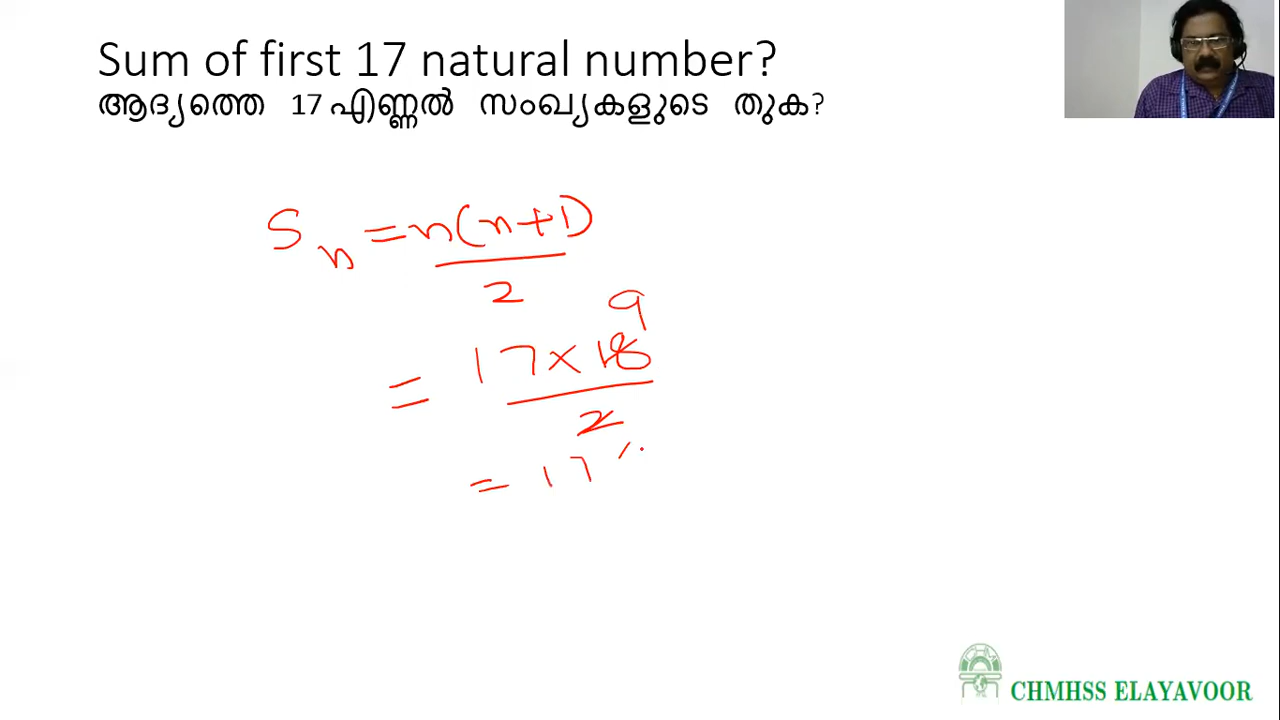 Sum of first 17 natural number?
ആദ്യത്തെ 17 എണ്ണൽ സംഖ്യകളുടെ തുക?
Sn = n(n+1)
2
9
= 17 × 18
2
= 17
CHMHSS ELAYAVOOR